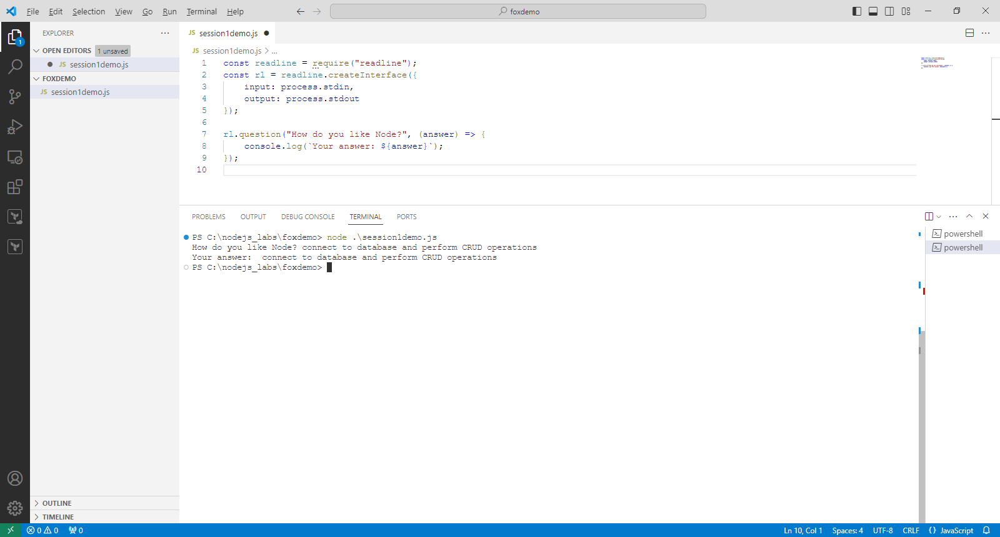 File Edit Selection View Go Run Terminal Help
foxdemo
1
EXPLORER
OPEN EDITORS 1 unsaved
JS session1demo.js
FOXDEMO
JS session1demo.js
OUTLINE
TIMELINE
JS session1demo.js
JS session1demo.js > ...
1 const readline = require("readline");
2 const rl = readline.createInterface({
3 input: process.stdin,
4 output: process.stdout
5 });
6
7 rl.question("How do you like Node?", (answer) => {
8 console.log(`Your answer: ${answer}`);
9 });
10
PROBLEMS OUTPUT DEBUG CONSOLE TERMINAL PORTS
PS C:\nodejs_labs\foxdemo> node .\session1demo.js
How do you like Node? connect to database and perform CRUD operations
Your answer:  connect to database and perform CRUD operations
PS C:\nodejs_labs\foxdemo>
powershell
powershell
0 0 0
Ln 10, Col 1 Spaces: 4 UTF-8 CRLF {} JavaScript